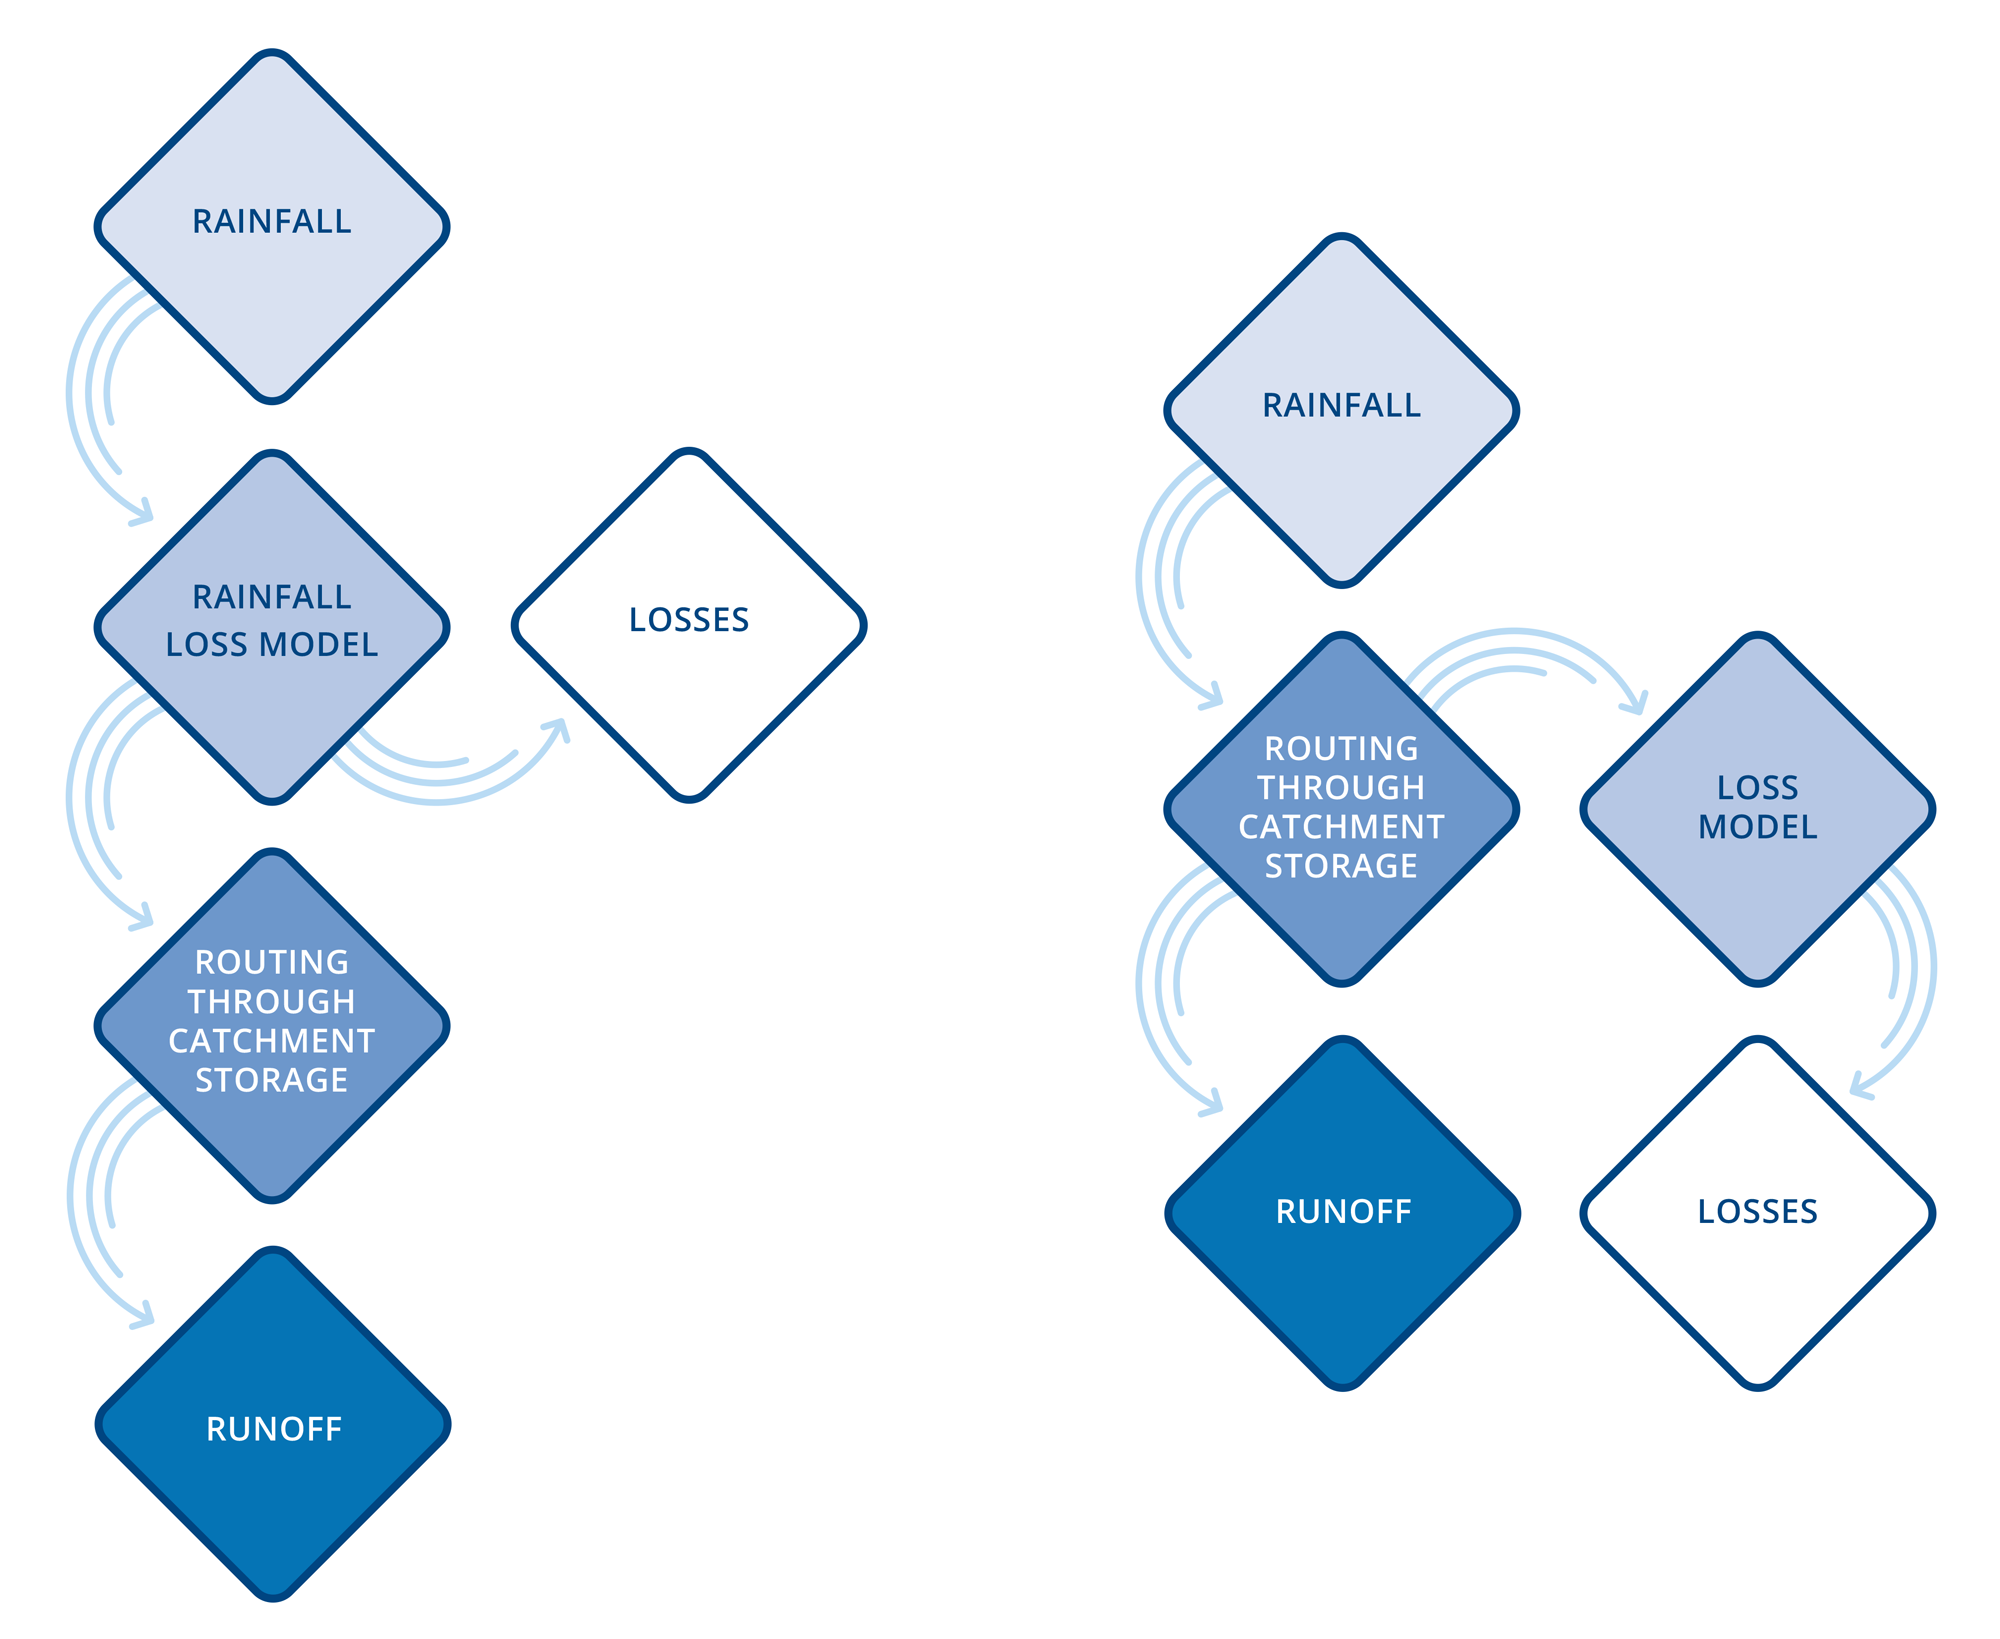 RAINFALL
RAINFALL
LOSS MODEL
LOSSES
ROUTING
THROUGH
CATCHMENT
STORAGE
RUNOFF
RAINFALL
ROUTING
THROUGH
CATCHMENT
STORAGE
LOSS
MODEL
RUNOFF
LOSSES